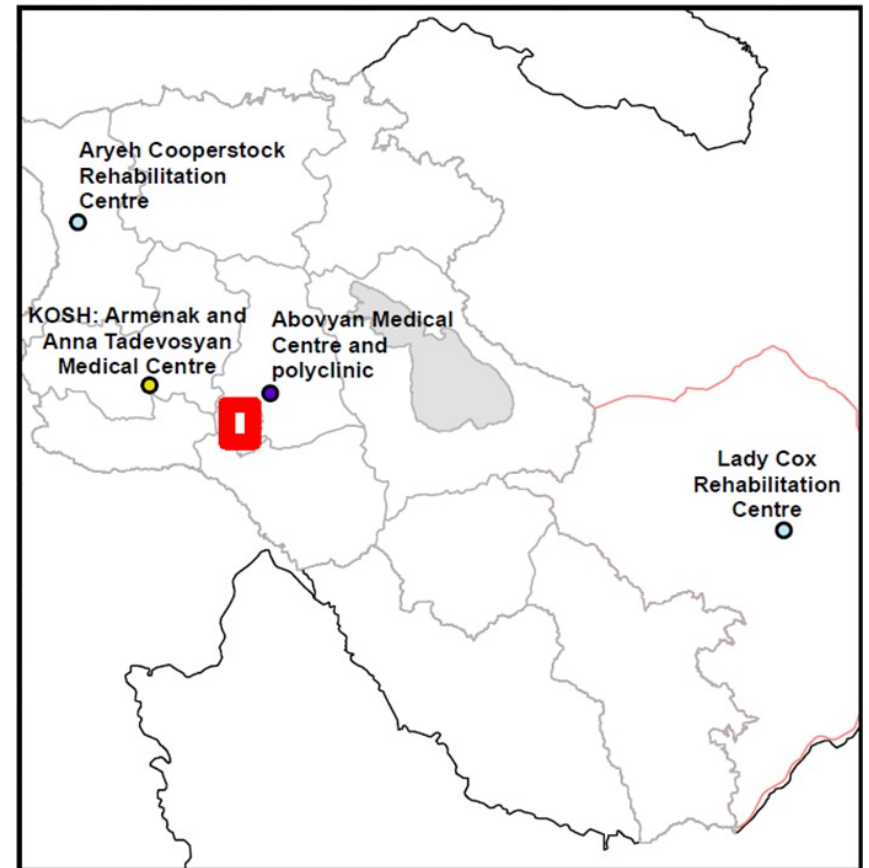 Aryeh Cooperstock
Rehabilitation
Centre
KOSH: Armenak and
Anna Tadevosyan
Medical Centre
Abovyan Medical
Centre and
polyclinic
Lady Cox
Rehabilitation
Centre